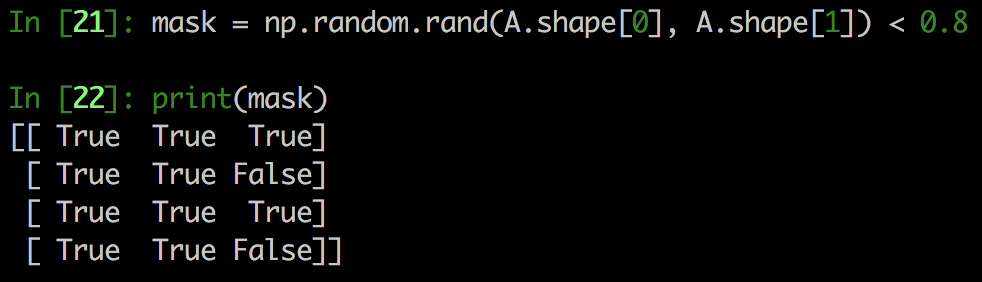 In [21]: mask = np.random.rand(A.shape[0], A.shape[1]) < 0.8
In [22]: print(mask)
[[ True  True  True]
 [ True  True False]
 [ True  True  True]
 [ True  True False]]